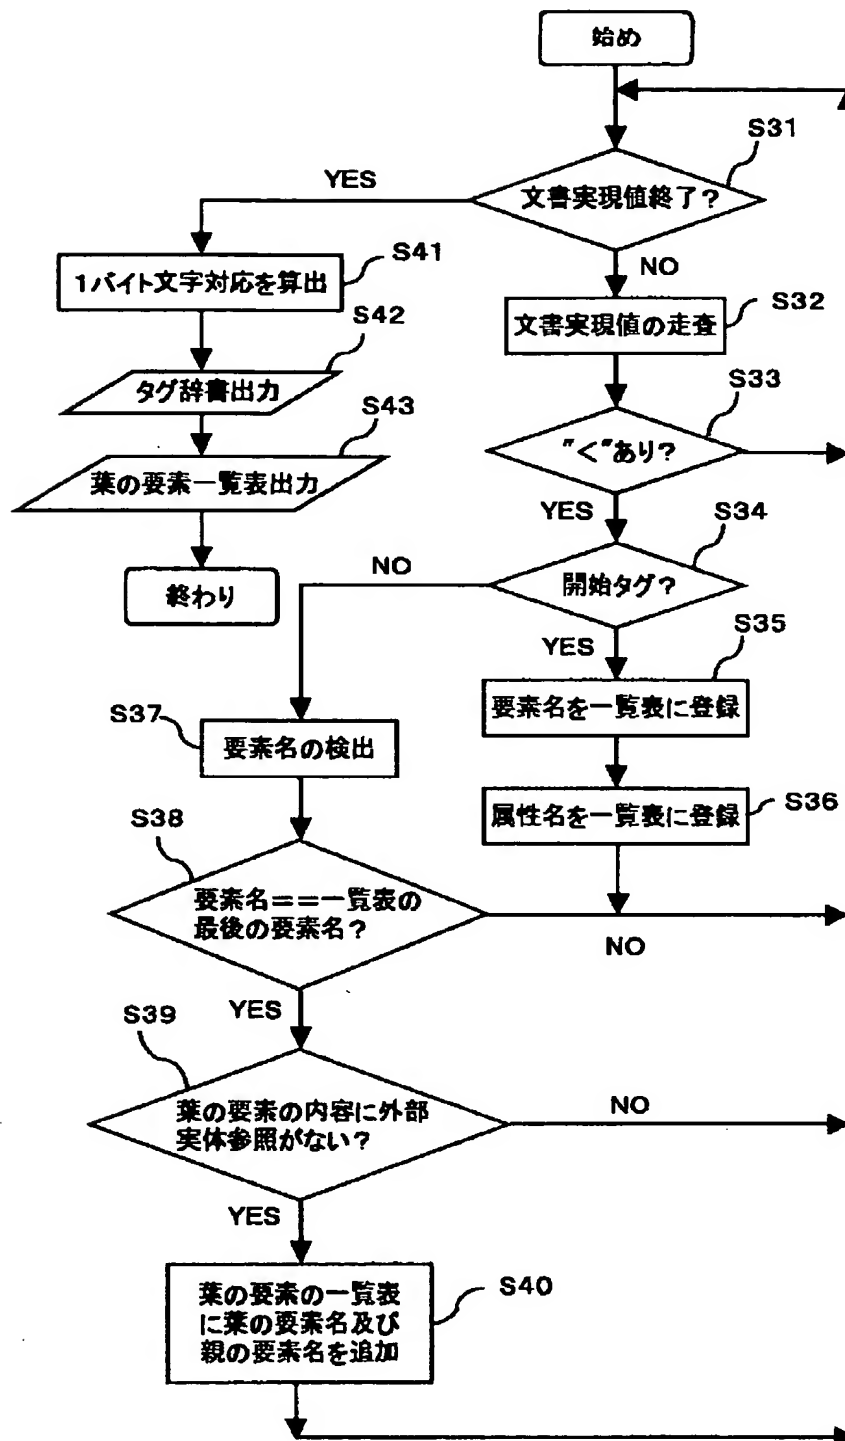 始め
S31
文書実現値終了?
YES
NO
S41
1バイト文字対応を算出
S32
文書実現値の走査
S42
タグ辞書出力
S33
"<"あり?
YES
S43
葉の要素一覧表出力
S34
開始タグ?
NO
YES
終わり
S35
要素名を一覧表に登録
S37
要素名の検出
S36
属性名を一覧表に登録
S38
要素名==一覧表の
最後の要素名?
NO
YES
S39
葉の要素の内容に外部
実体参照がない?
NO
YES
S40
葉の要素の一覧表
に葉の要素名及び
親の要素名を追加